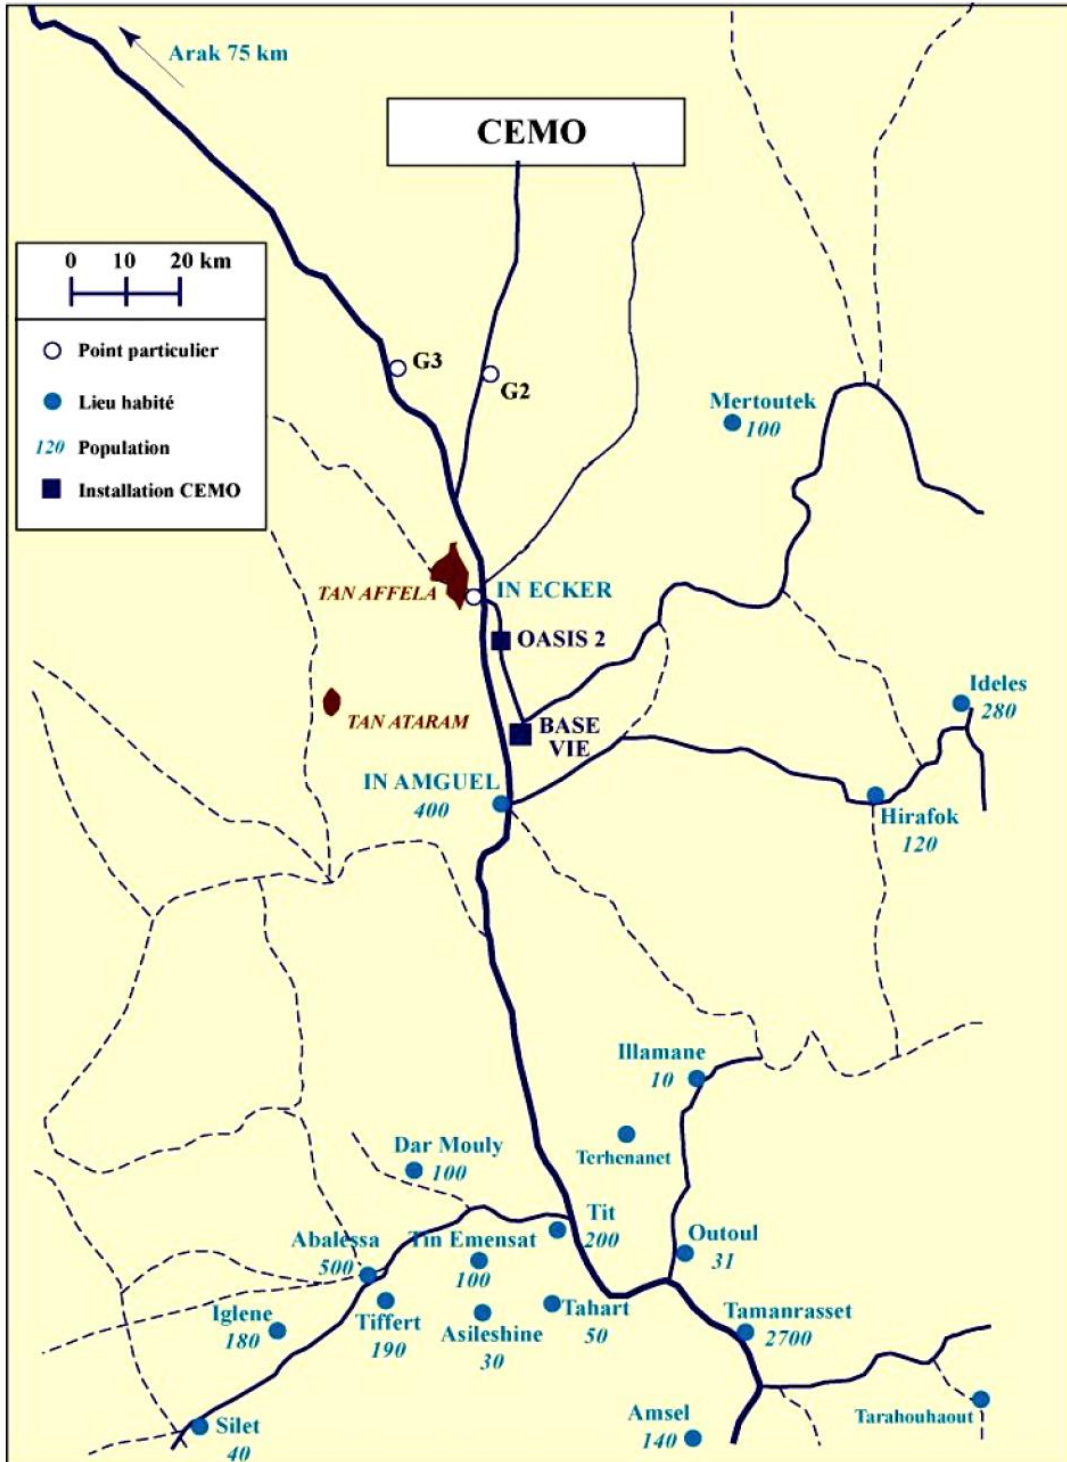 Arak 75 km
CEMO
0 10 20 km
Point particulier
Lieu habité
120 Population
Installation CEMO
G3
G2
Mertoutek
100
TAN AFFELA
IN ECKER
OASIS 2
TAN ATARAM
BASE
VIE
Ideles
280
IN AMGUEL
400
Hirafok
120
Illamane
10
Terhenanet
Dar Mouly
100
Tit
200
Outoul
31
Abalessa
500
Tin Emensat
100
Iglene
180
Tiffert
190
Asileshine
30
Tahart
50
Tamanrasset
2700
Silet
40
Amsel
140
Tarahouhaout